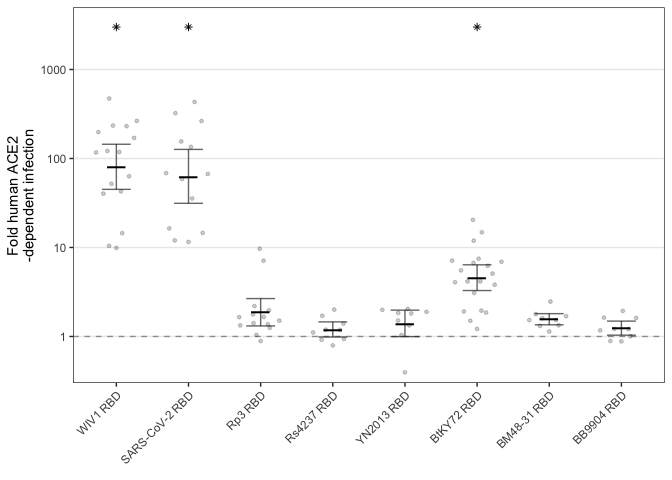 * * *
1000
100
10
1
Fold human ACE2
-dependent infection
WIV1 RBD
SARS-CoV-2 RBD
Rp3 RBD
Rs4237 RBD
YN2013 RBD
BtKY72 RBD
BM48-31 RBD
BB9904 RBD